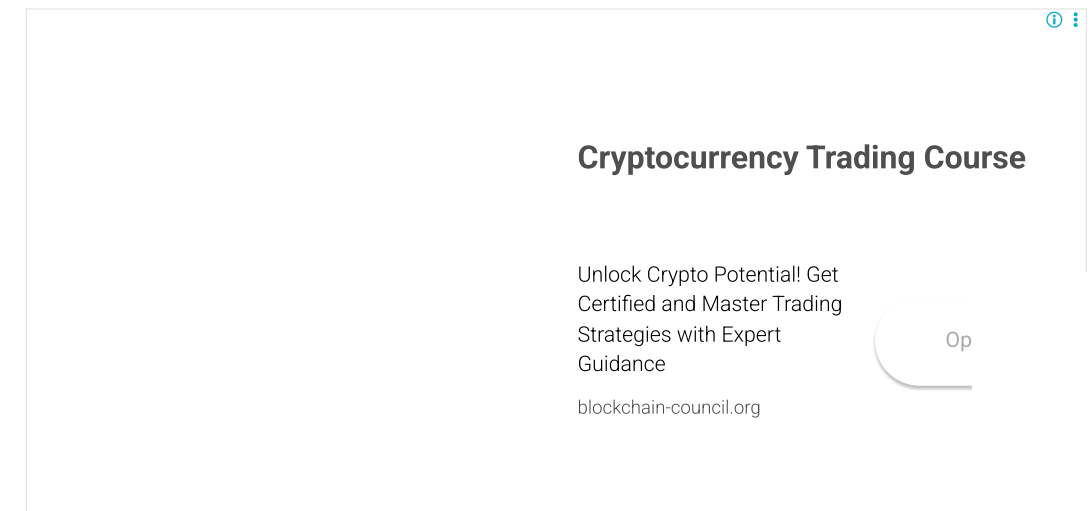 Cryptocurrency Trading Course
Unlock Crypto Potential! Get
Certified and Master Trading
Strategies with Expert
Guidance
Op
blockchain-council.org